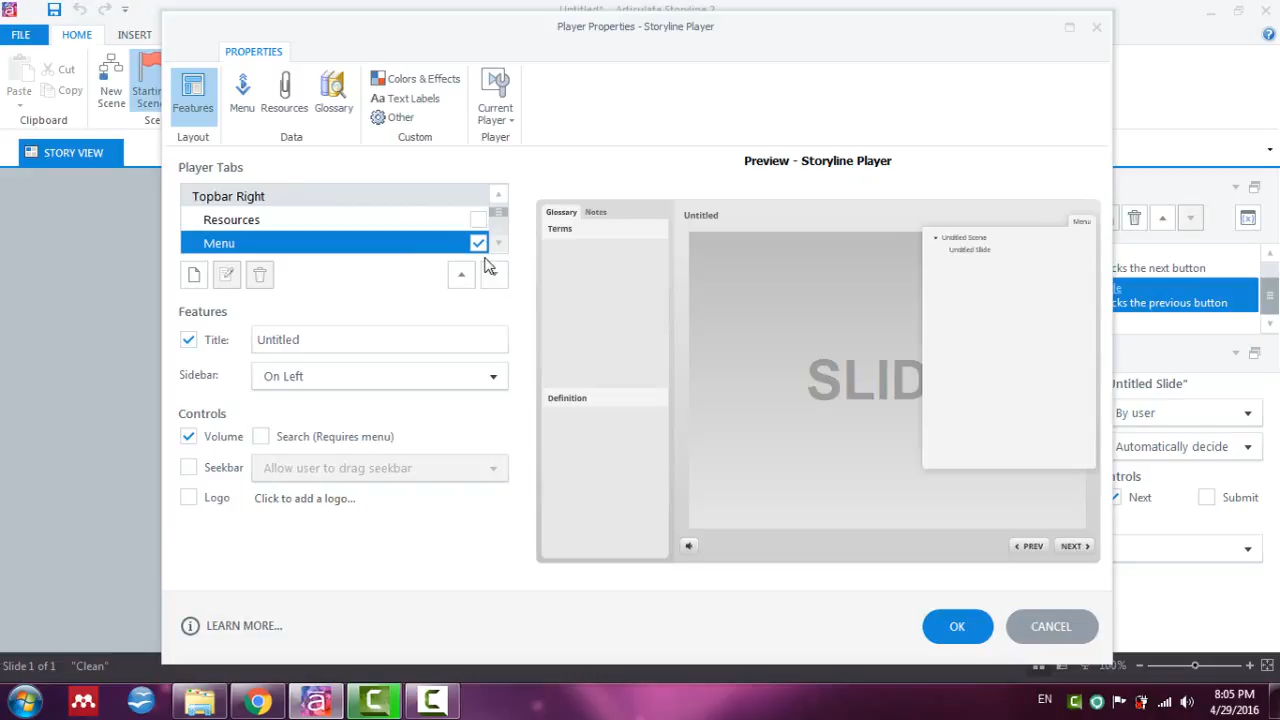 Untitled* - Articulate Storyline 2
Player Properties - Storyline Player
FILE
HOME
INSERT
PROPERTIES
Cut
Copy
Paste
New
Scene
Clipboard
Features
Menu
Resources
Glossary
Colors & Effects
Text Labels
Other
Current
Player
Layout
Data
Custom
Player
STORY VIEW
Player Tabs
Preview - Storyline Player
Topbar Right
Resources
Menu
Glossary
Notes
Untitled
Menu
Terms
Untitled Scene
Untitled Slide
Definition
PREV
NEXT
Features
Title:
Untitled
Sidebar:
On Left
Controls
Volume
Search (Requires menu)
Seekbar
Allow user to drag seekbar
Logo
Click to add a logo...
cks the next button
cks the previous button
Untitled Slide"
By user
Automatically decide
Next
Submit
LEARN MORE...
OK
CANCEL
Slide 1 of 1
"Clean"
100%
EN
8:05 PM
4/29/2016